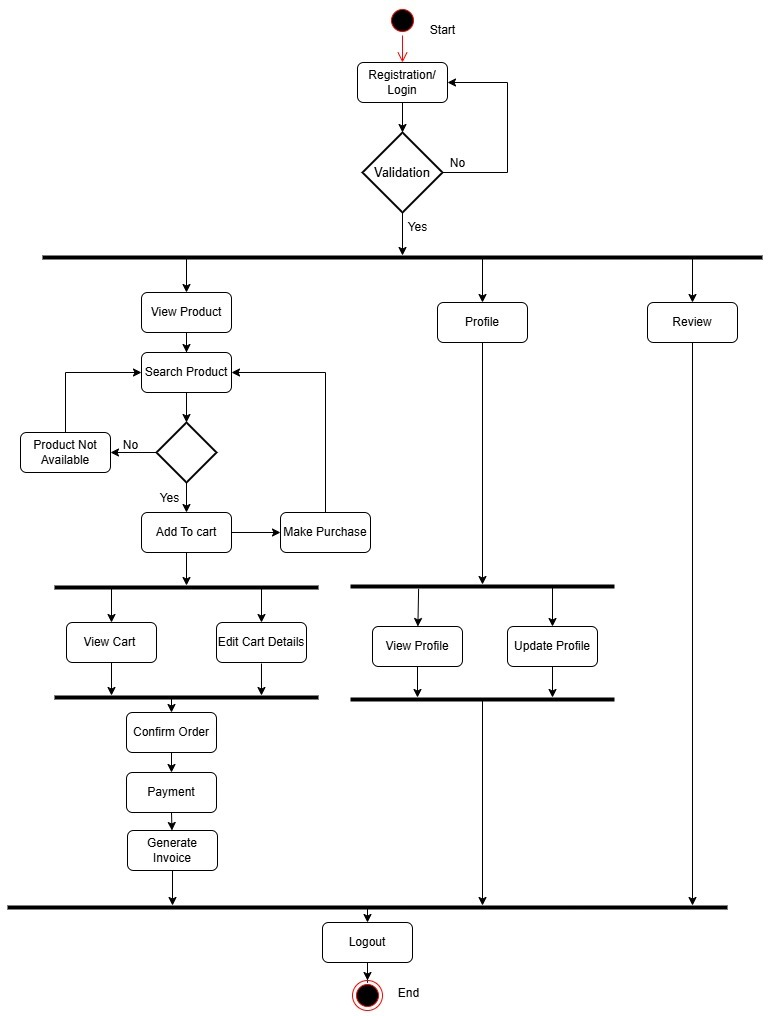 Start
Registration/
Login
Validation
No
Yes
View Product
Profile
Review
Search Product
Product Not
Available
No
Yes
Add To cart
Make Purchase
View Cart
Edit Cart Details
View Profile
Update Profile
Confirm Order
Payment
Generate
Invoice
Logout
End